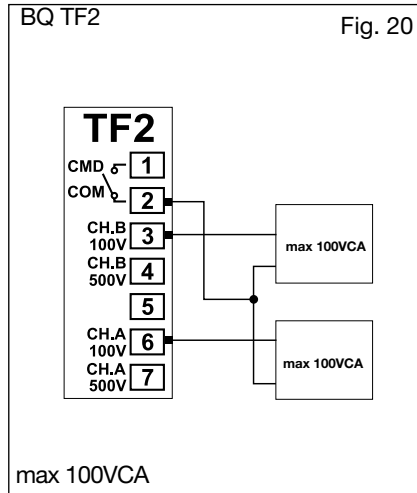 BQ TF2
Fig. 20
TF2
CMD
1
COM
2
CH.B
100V
3
CH.B
500V
4
5
CH.A
100V
6
CH.A
500V
7
max 100VCA
max 100VCA
max 100VCA